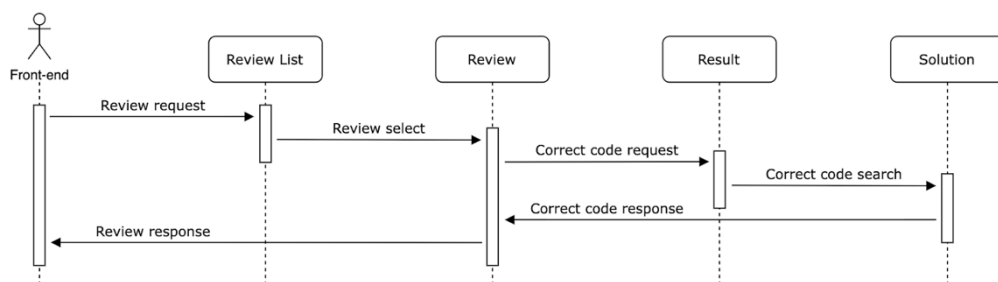 Front-end
Review List
Review
Result
Solution
Review request
Review select
Correct code request
Correct code search
Correct code response
Review response